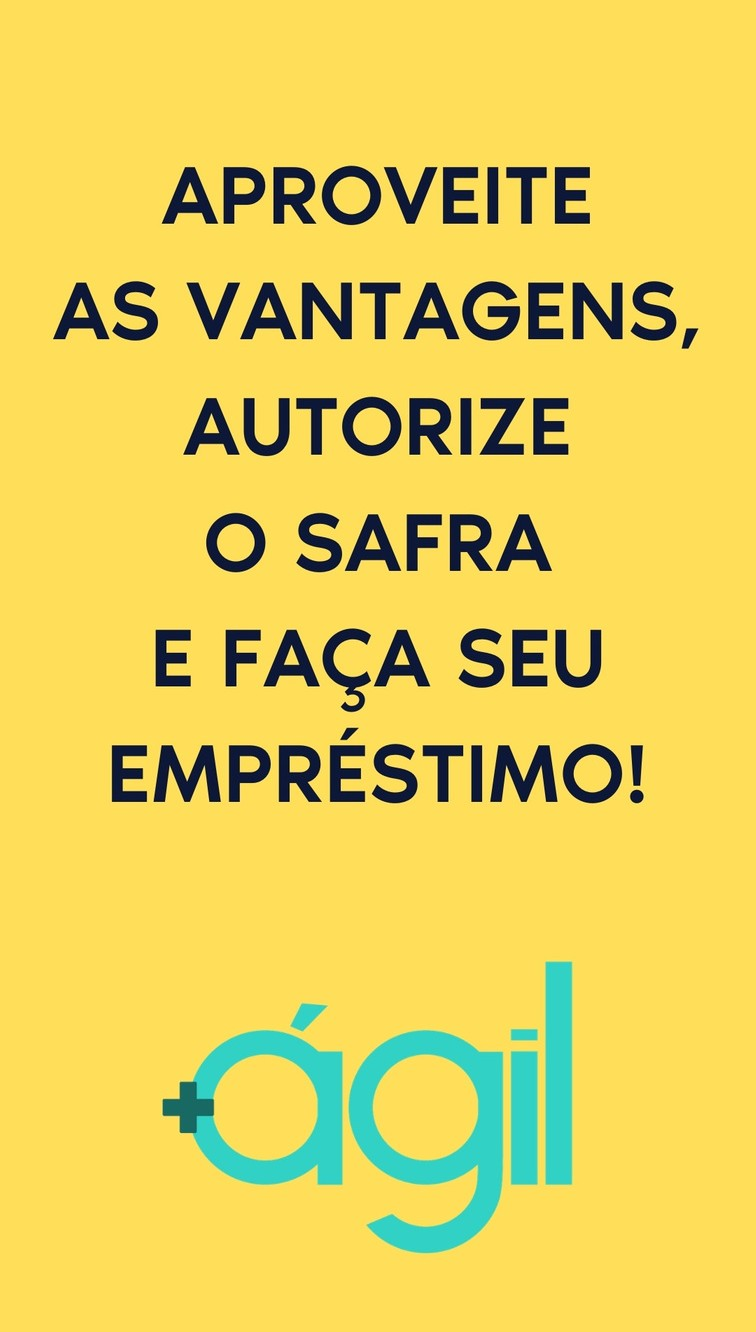 APROVEITE
AS VANTAGENS,
AUTORIZE
O SAFRA
E FAÇA SEU
EMPRÉSTIMO!
+ágil